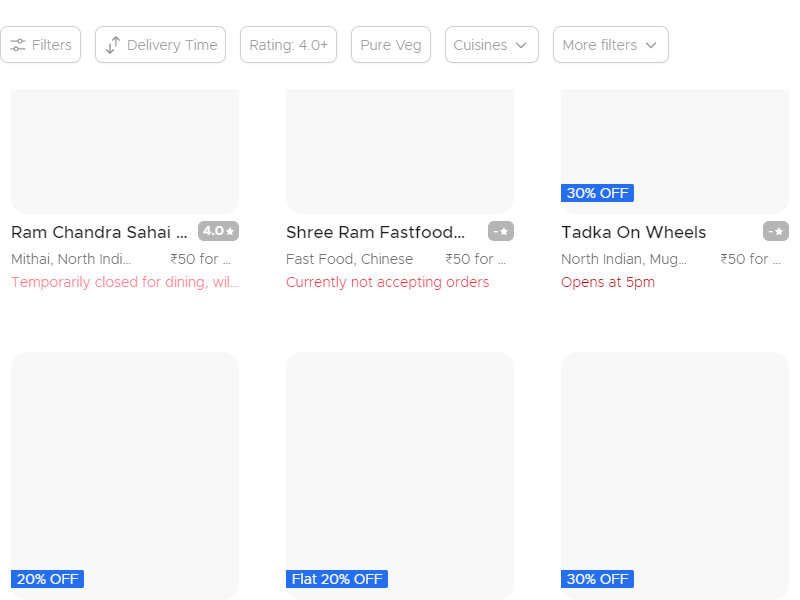 Filters Delivery Time Rating: 4.0+ Pure Veg Cuisines More filters
30% OFF
Ram Chandra Sahai ... 4.0 Shree Ram Fastfood... - Tadka On Wheels -
Mithai, North Indi... ₹50 for ... Fast Food, Chinese ₹50 for ... North Indian, Mug... ₹50 for ...
Temporarily closed for dining, wil... Currently not accepting orders Opens at 5pm
20% OFF Flat 20% OFF 30% OFF